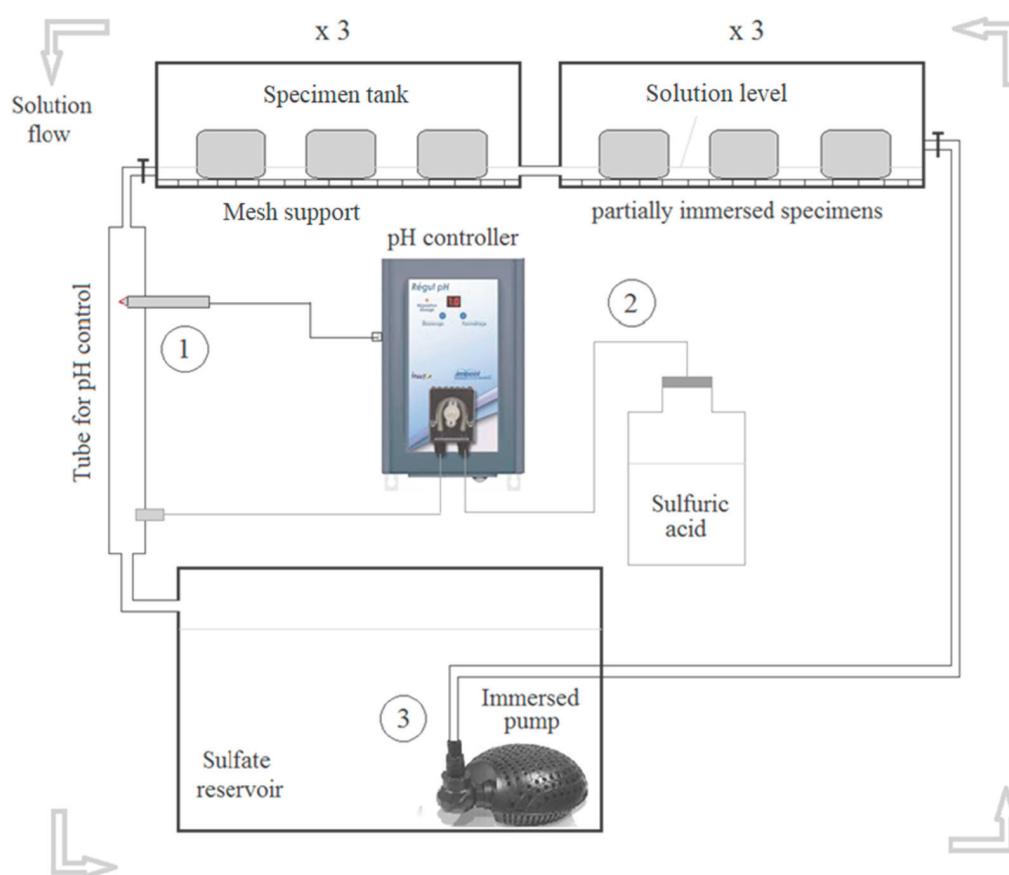 x 3
x 3
Solution
flow
Specimen tank
Solution level
Mesh support
partially immersed specimens
pH controller
Régul pH
Tube for pH control
1
2
Sulfuric
acid
3
Immersed
pump
Sulfate
reservoir